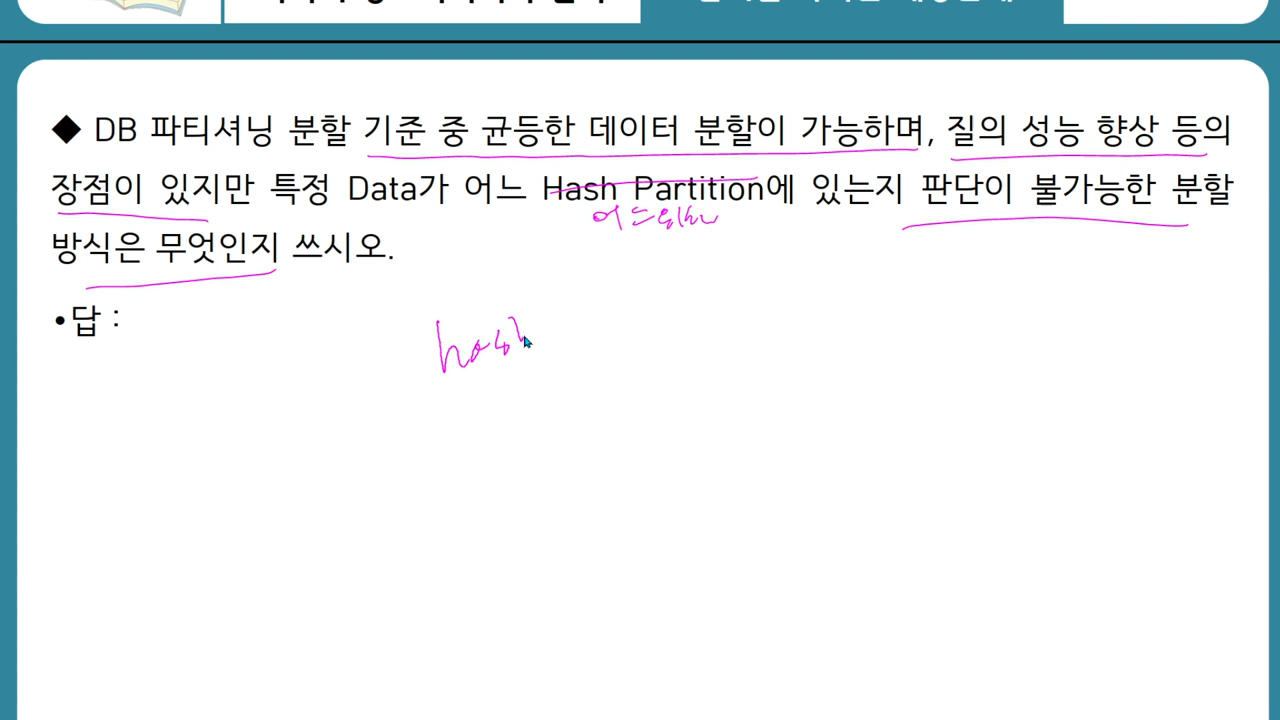 ◆ DB 파티셔닝 분할 기준 중 균등한 데이터 분할이 가능하며, 질의 성능 향상 등의
장점이 있지만 특정 Data가 어느 Hash Partition에 있는지 판단이 불가능한 분할
방식은 무엇인지 쓰시오.
•답 :
hash